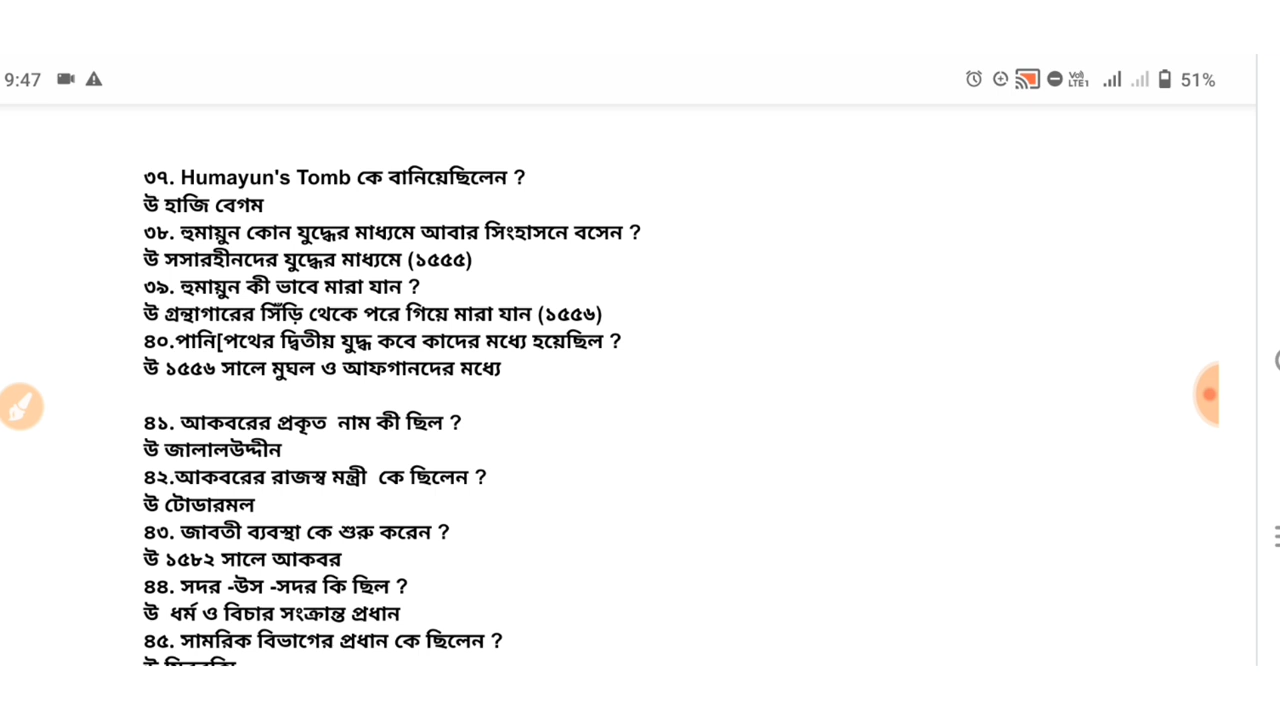 9:47
VoI) LTE1 51%
৩৭. Humayun's Tomb কে বানিয়েছিলেন ?
উ হাজি বেগম
৩৮. হুমায়ুন কোন যুদ্ধের মাধ্যমে আবার সিংহাসনে বসেন ?
উ সসারহীনদের যুদ্ধের মাধ্যমে (১৫৫৫)
৩৯. হুমায়ুন কী ভাবে মারা যান ?
উ গ্রন্থাগারের সিঁড়ি থেকে পরে গিয়ে মারা যান (১৫৫৬)
৪০.পানি[পথের দ্বিতীয় যুদ্ধ কবে কাদের মধ্যে হয়েছিল ?
উ ১৫৫৬ সালে মুঘল ও আফগানদের মধ্যে
৪১. আকবরের প্রকৃত নাম কী ছিল ?
উ জালালউদ্দীন
৪২.আকবরের রাজস্ব মন্ত্রী কে ছিলেন ?
উ টোডারমল
৪৩. জাবতী ব্যবস্থা কে শুরু করেন ?
উ ১৫৮২ সালে আকবর
৪৪. সদর -উস -সদর কি ছিল ?
উ ধর্ম ও বিচার সংক্রান্ত প্রধান
৪৫. সামরিক বিভাগের প্রধান কে ছিলেন ?
উ